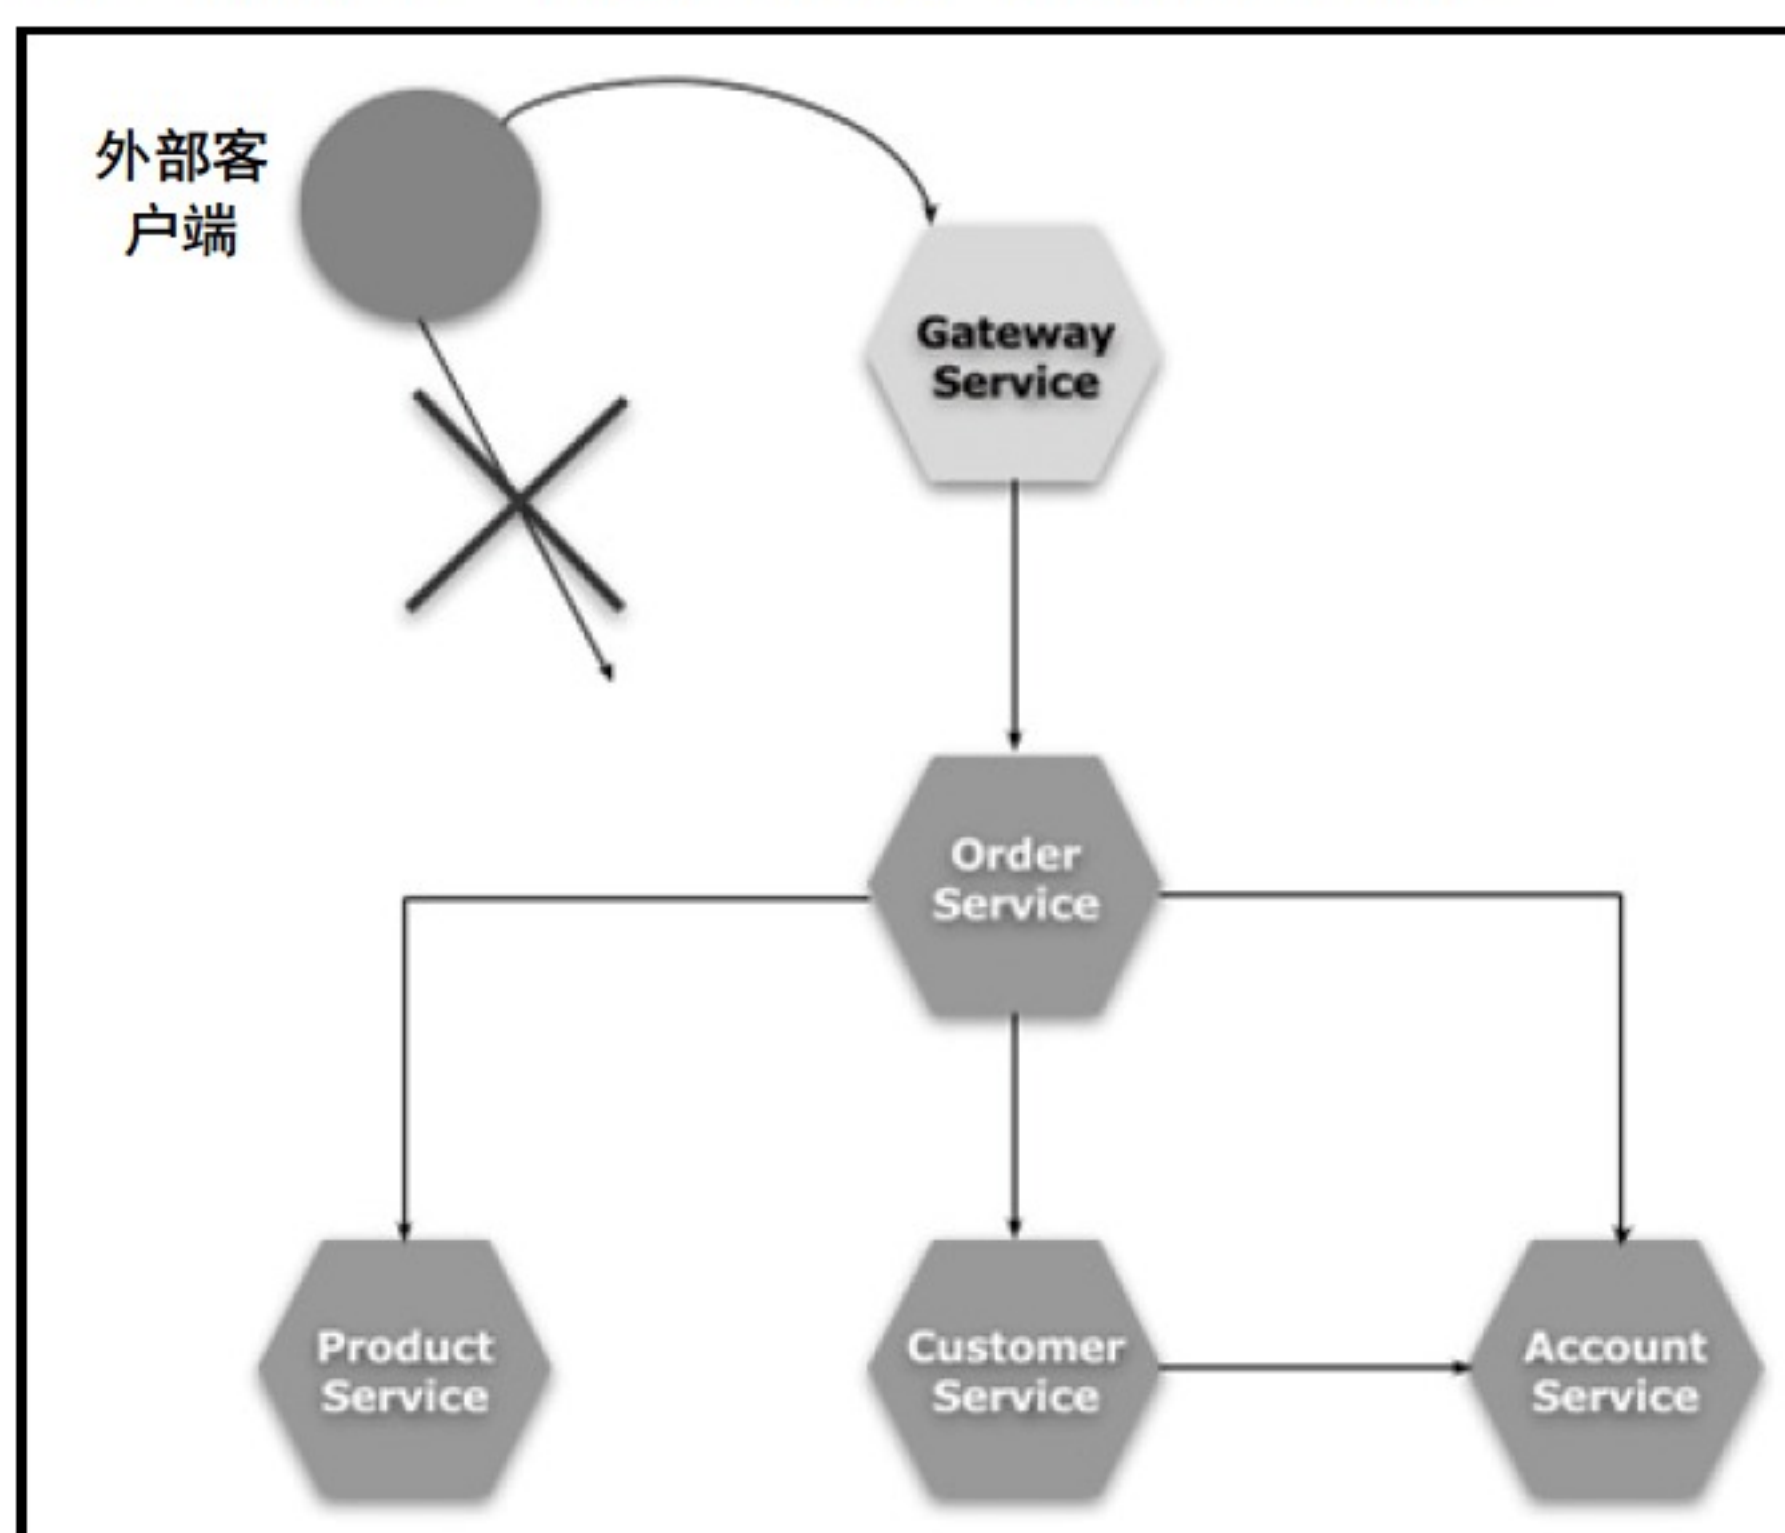 外部客
户端
Gateway
Service
Order
Service
Product
Service
Customer
Service
Account
Service